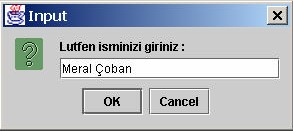 Input
Lutfen isminizi giriniz :
Meral Çoban
OK
Cancel